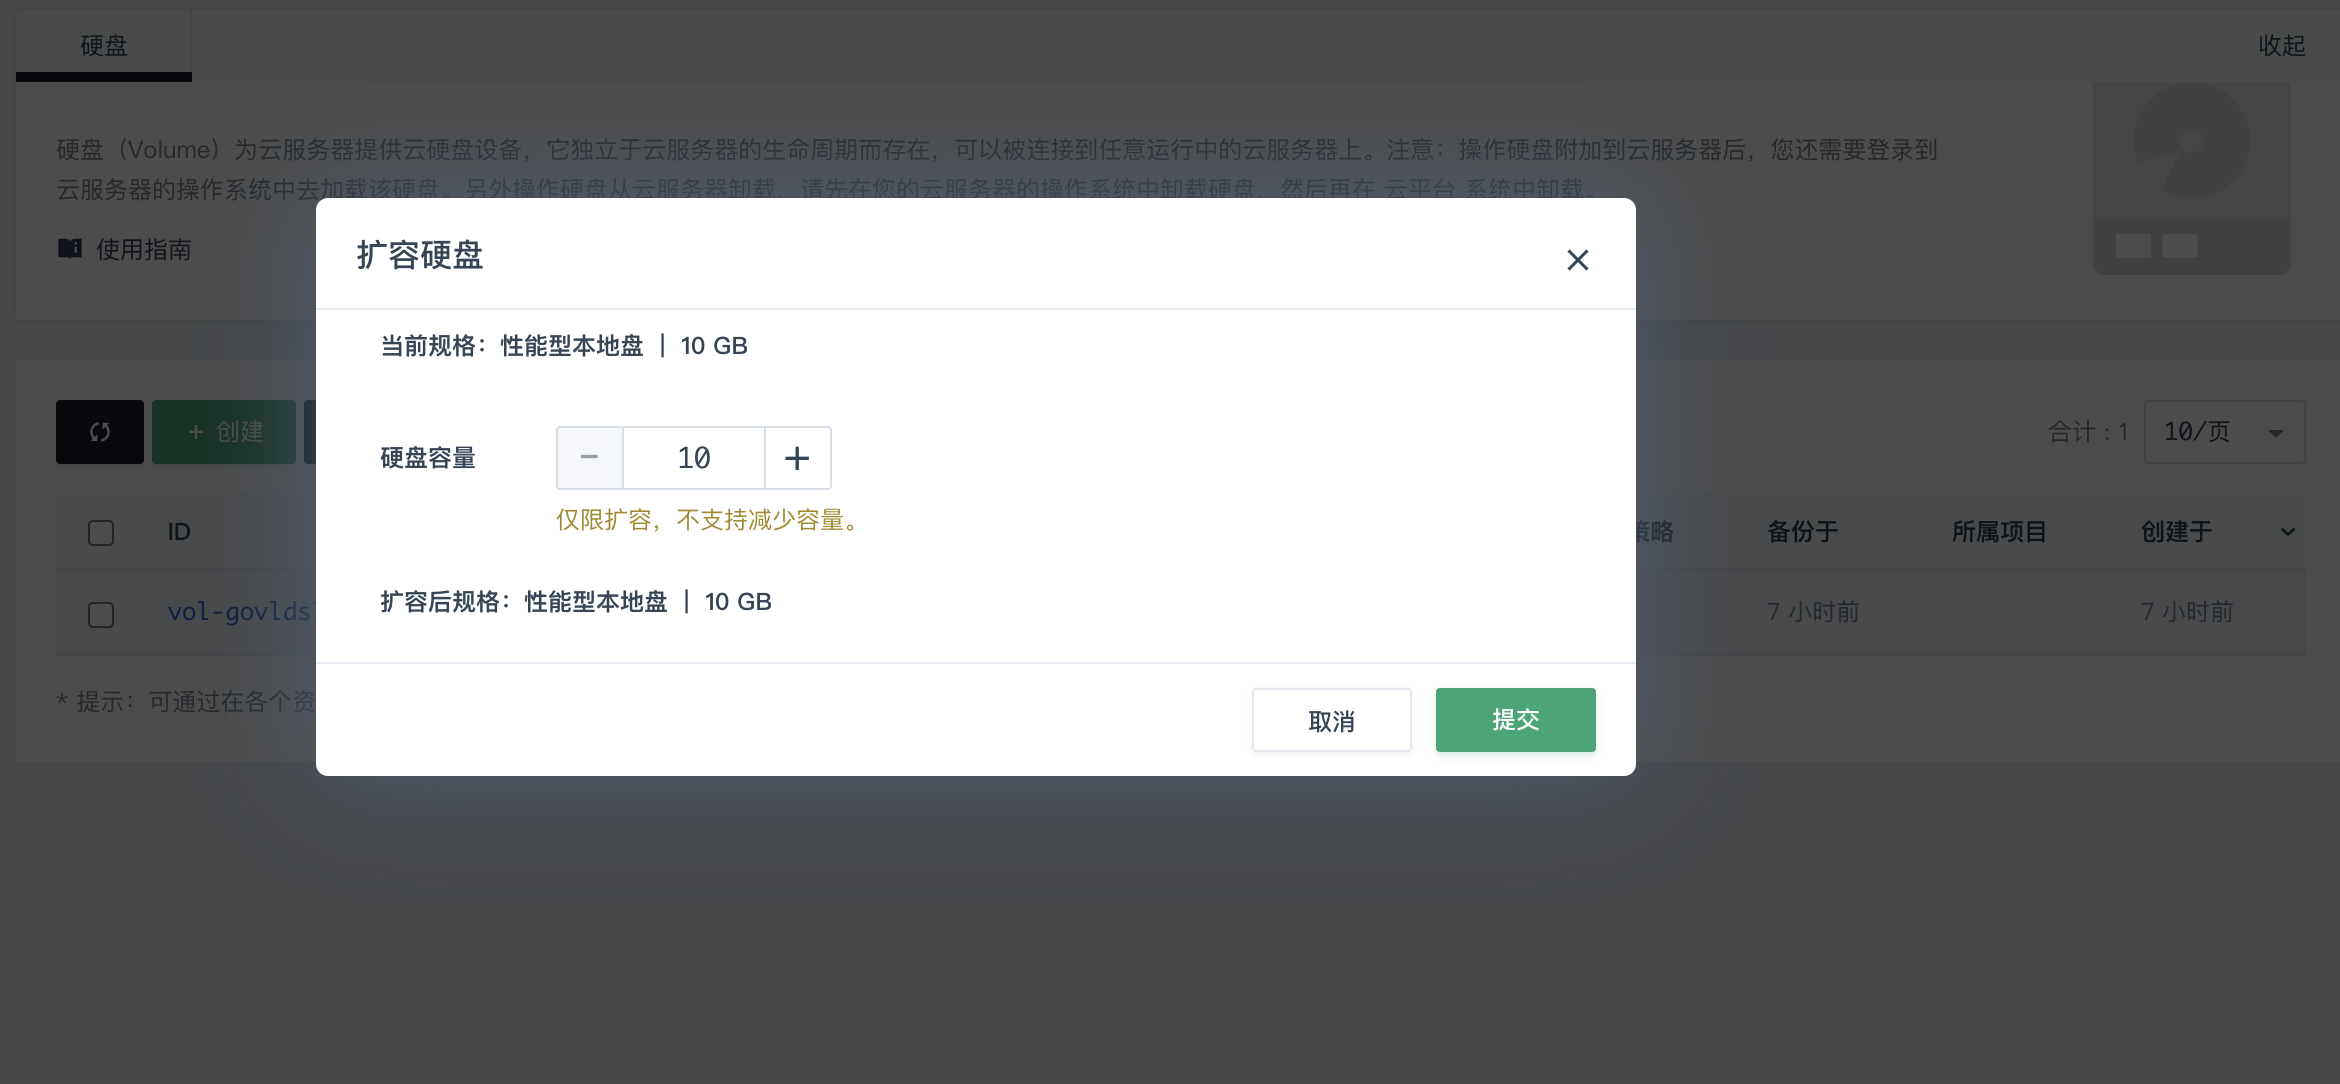 硬盘
收起
硬盘（Volume）为云服务器提供云硬盘设备，它独立于云服务器的生命周期而存在，可以被连接到任意运行中的云服务器上。注意：操作硬盘附加到云服务器后，您还需要登录到
云服务器的操作系统中去加载该硬盘。另外操作硬盘从云服务器卸载，请先在您的云服务器的操作系统中卸载硬盘，然后再在 云平台 系统中卸载。
使用指南
扩容硬盘
当前规格：性能型本地盘 | 10 GB
硬盘容量
− 10 +
仅限扩容，不支持减少容量。
扩容后规格：性能型本地盘 | 10 GB
取消
提交
+ 创建
合计 : 1
10/页
ID
策略
备份于
所属项目
创建于
vol-govlds
7 小时前
7 小时前
* 提示：可通过在各个资